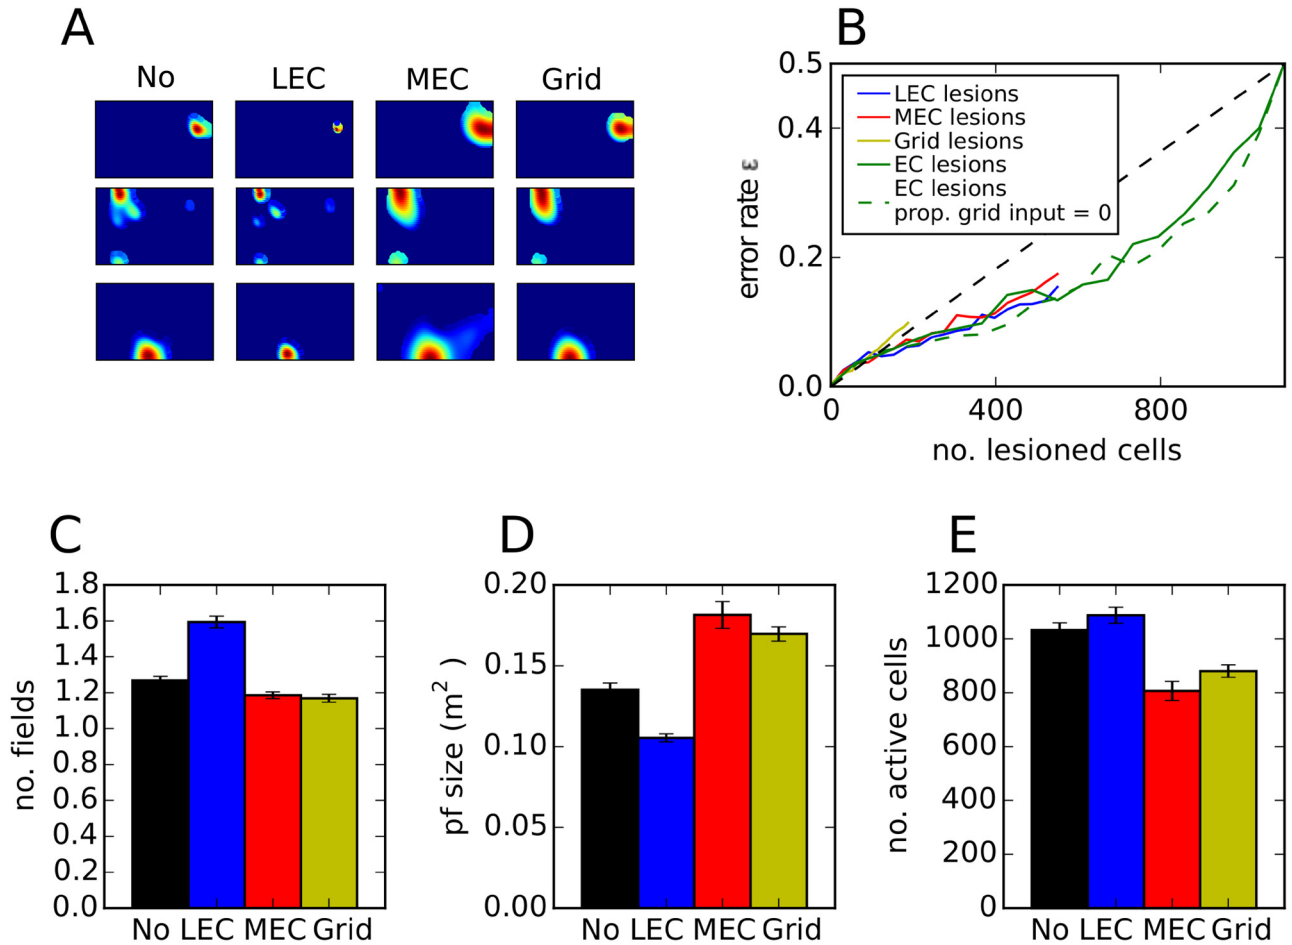 A
No LEC MEC Grid
B
0.5
0.4
0.2
0.0
error rate ε
LEC lesions
MEC lesions
Grid lesions
EC lesions
EC lesions
prop. grid input = 0
0 400 800
no. lesioned cells
C
1.8
1.6
1.4
1.2
1.0
0.8
0.6
0.4
0.2
0.0
no. fields
No LEC MEC Grid
D
0.20
0.15
0.10
0.05
0.00
pf size (m² )
No LEC MEC Grid
E
1200
1000
800
600
400
200
0
no. active cells
No LEC MEC Grid